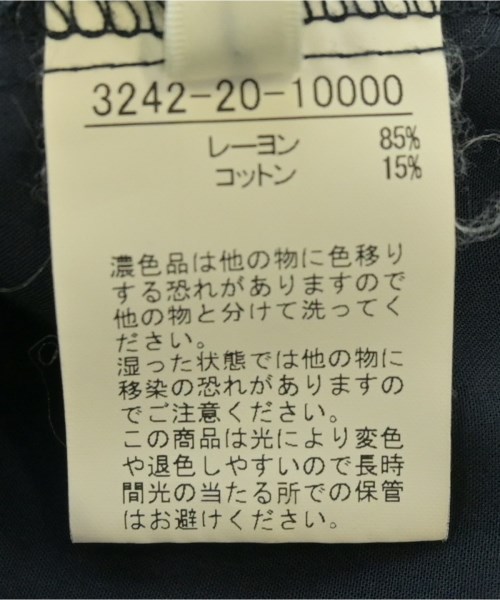 3242-20-10000
レーヨン 85%
コットン 15%
濃色品は他の物に色移り
する恐れがありますので
他の物と分けて洗ってく
ださい。
湿った状態では他の物に
移染の恐れがありますの
でご注意ください。
この商品は光により変色
や退色しやすいので長時
間光の当たる所での保管
はお避けください。